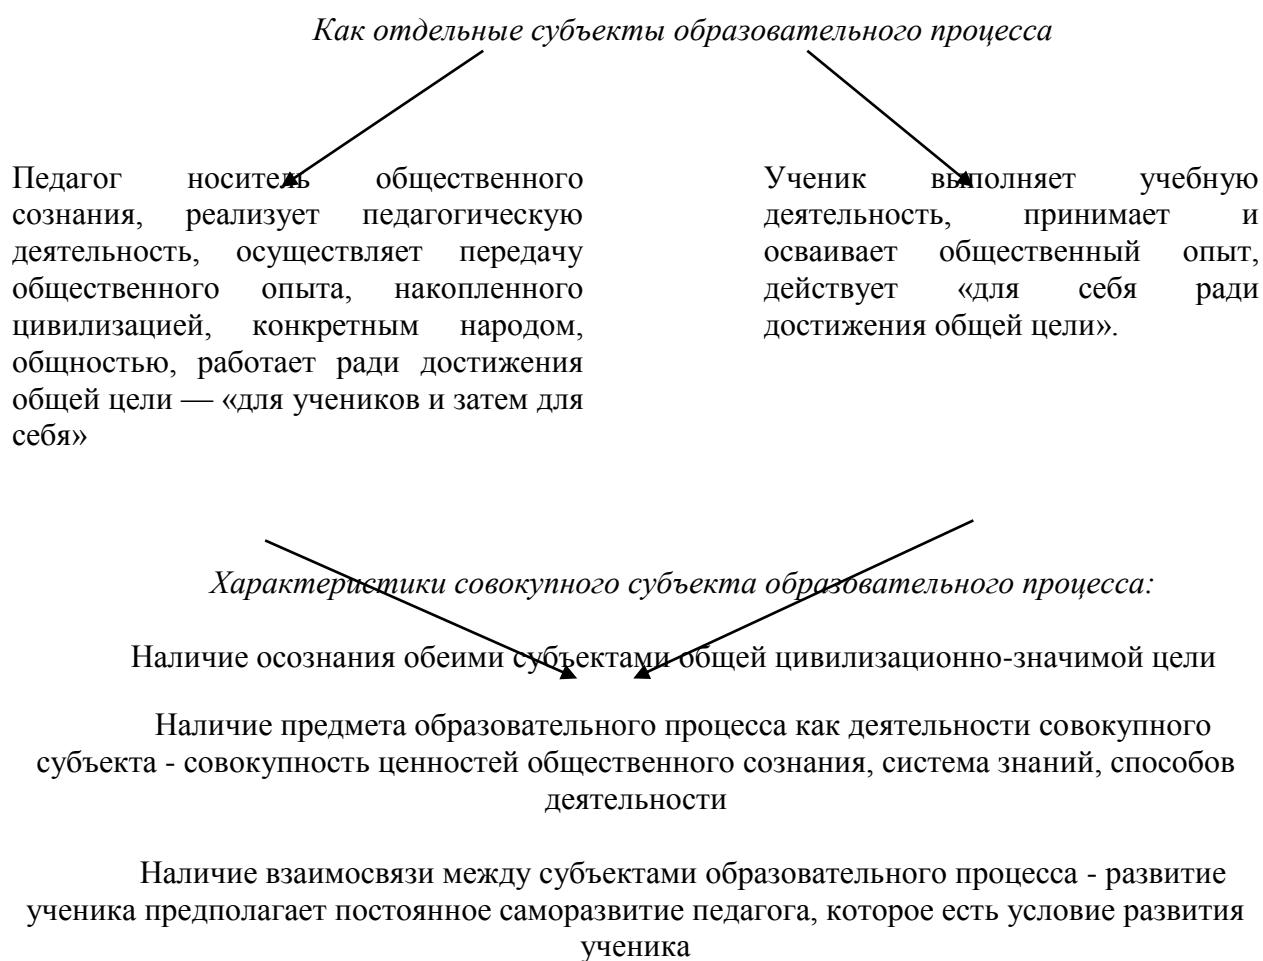 Как отдельные субъекты образовательного процесса
Педагог носитель общественного
сознания, реализует педагогическую
деятельность, осуществляет передачу
общественного опыта, накопленного
цивилизацией, конкретным народом,
общностью, работает ради достижения
общей цели — «для учеников и затем для
себя»
Ученик выполняет учебную
деятельность, принимает и
осваивает общественный опыт,
действует «для себя ради
достижения общей цели».
Характеристики совокупного субъекта образовательного процесса:
Наличие осознания обеими субъектами общей цивилизационно-значимой цели
Наличие предмета образовательного процесса как деятельности совокупного
субъекта - совокупность ценностей общественного сознания, система знаний, способов
деятельности
Наличие взаимосвязи между субъектами образовательного процесса - развитие
ученика предполагает постоянное саморазвитие педагога, которое есть условие развития
ученика